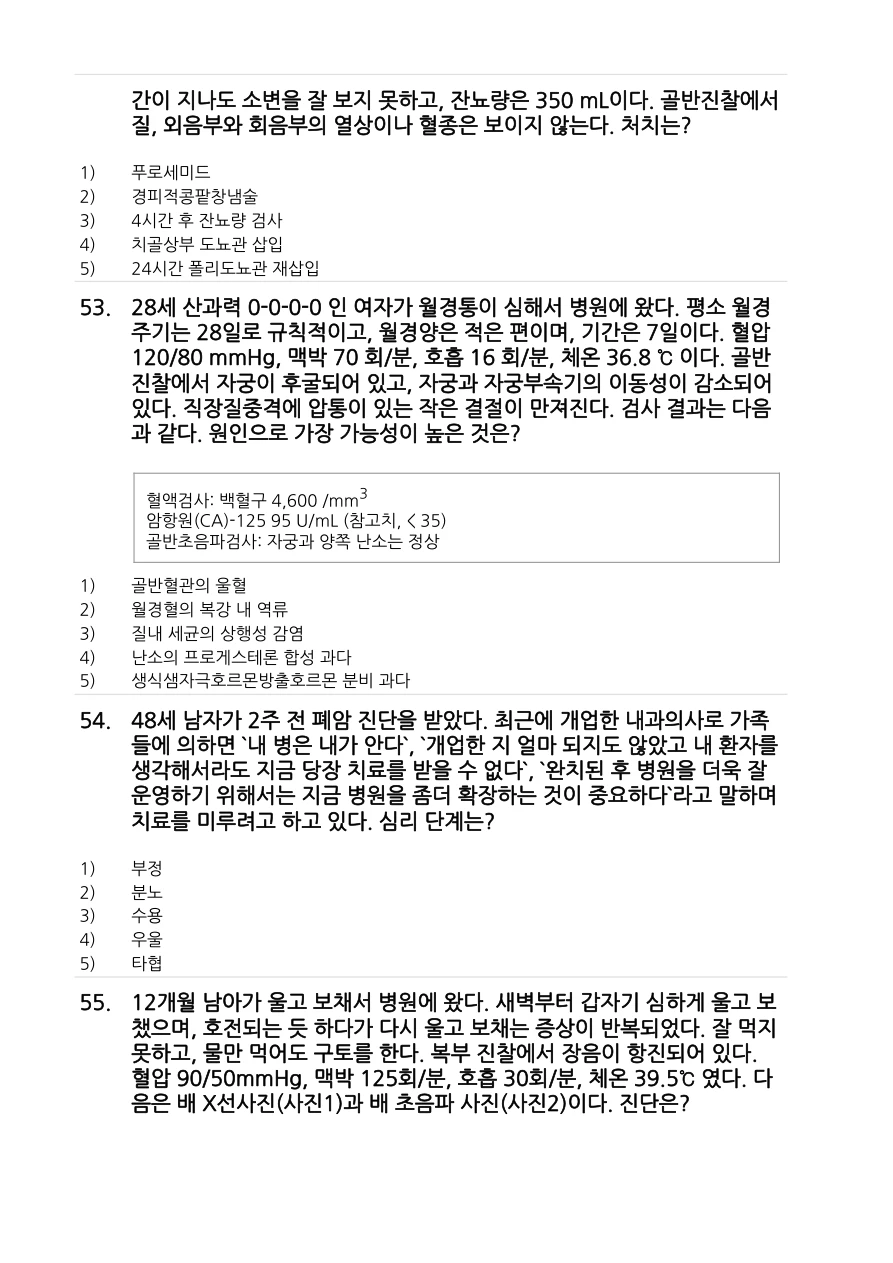 간이 지나도 소변을 잘 보지 못하고, 잔뇨량은 350 mL이다. 골반진찰에서
질, 외음부와 회음부의 열상이나 혈종은 보이지 않는다. 처치는?
1) 푸로세미드
2) 경피적콩팥창냄술
3) 4시간 후 잔뇨량 검사
4) 치골상부 도뇨관 삽입
5) 24시간 폴리도뇨관 재삽입
53. 28세 산과력 0-0-0-0 인 여자가 월경통이 심해서 병원에 왔다. 평소 월경
주기는 28일로 규칙적이고, 월경양은 적은 편이며, 기간은 7일이다. 혈압
120/80 mmHg, 맥박 70 회/분, 호흡 16 회/분, 체온 36.8 ℃ 이다. 골반
진찰에서 자궁이 후굴되어 있고, 자궁과 자궁부속기의 이동성이 감소되어
있다. 직장질중격에 압통이 있는 작은 결절이 만져진다. 검사 결과는 다음
과 같다. 원인으로 가장 가능성이 높은 것은?
혈액검사: 백혈구 4,600 /mm³
암항원(CA)-125 95 U/mL (참고치, < 35)
골반초음파검사: 자궁과 양쪽 난소는 정상
1) 골반혈관의 울혈
2) 월경혈의 복강 내 역류
3) 질내 세균의 상행성 감염
4) 난소의 프로게스테론 합성 과다
5) 생식샘자극호르몬방출호르몬 분비 과다
54. 48세 남자가 2주 전 폐암 진단을 받았다. 최근에 개업한 내과의사로 가족
들에 의하면 `내 병은 내가 안다`, `개업한 지 얼마 되지도 않았고 내 환자를
생각해서라도 지금 당장 치료를 받을 수 없다`, `완치된 후 병원을 더욱 잘
운영하기 위해서는 지금 병원을 좀더 확장하는 것이 중요하다`라고 말하며
치료를 미루려고 하고 있다. 심리 단계는?
1) 부정
2) 분노
3) 수용
4) 우울
5) 타협
55. 12개월 남아가 울고 보채서 병원에 왔다. 새벽부터 갑자기 심하게 울고 보
챘으며, 호전되는 듯 하다가 다시 울고 보채는 증상이 반복되었다. 잘 먹지
못하고, 물만 먹어도 구토를 한다. 복부 진찰에서 장음이 항진되어 있다.
혈압 90/50mmHg, 맥박 125회/분, 호흡 30회/분, 체온 39.5℃ 였다. 다
음은 배 X선사진(사진1)과 배 초음파 사진(사진2)이다. 진단은?